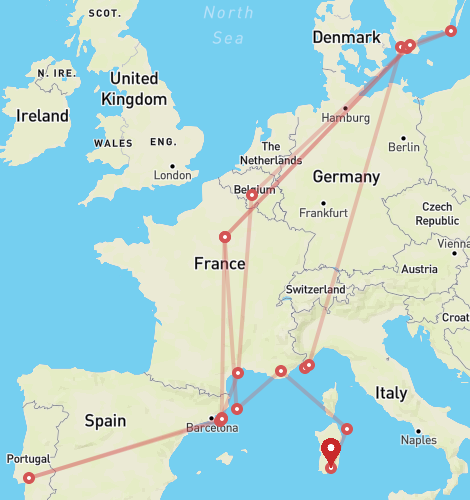 SCOT.
North
Sea
Denmark
N. IRE.
United
Kingdom
Ireland
Hamburg
WALES
ENG.
The
Netherlands
Berlin
London
Belgium
Germany
Frankfurt
Czech
Republic
Vienna
France
Austria
Switzerland
Croat
Italy
Spain
Barcelona
Naples
Portugal